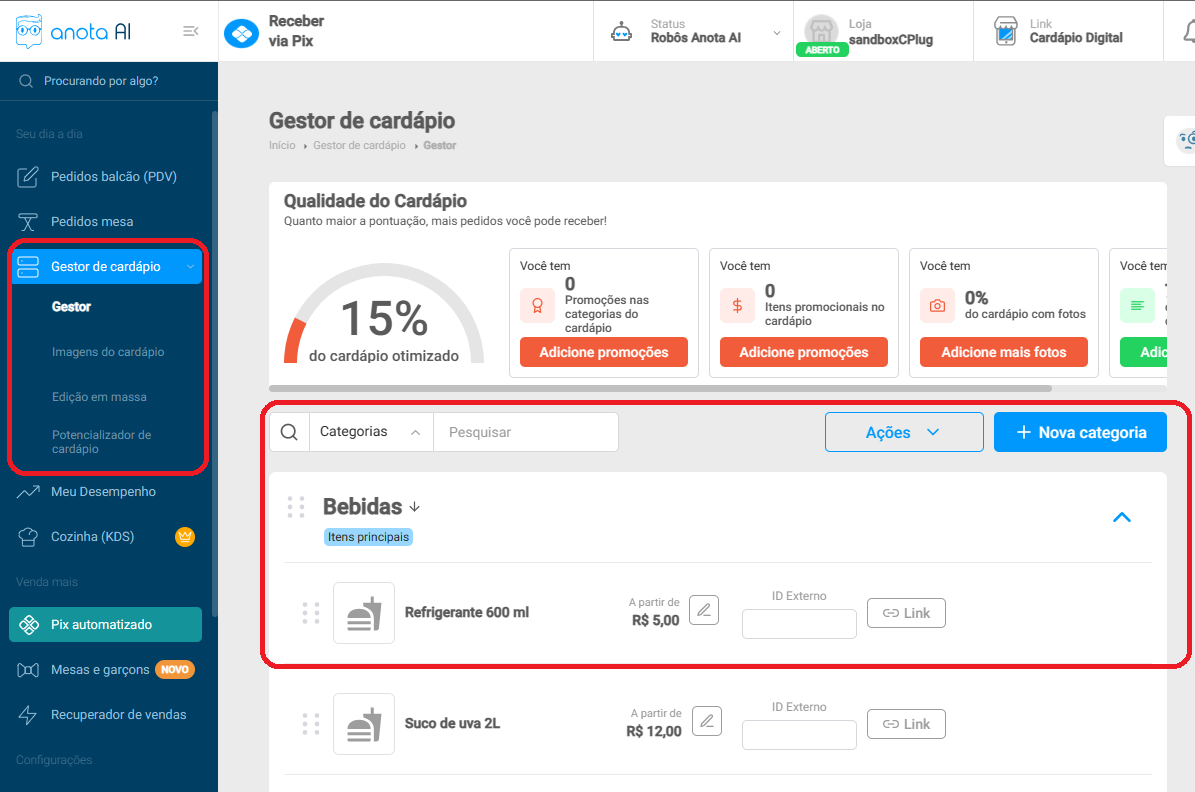 anota AI
Receber
via Pix
Status
Robôs Anota AI
Loja
sandboxCPlug
ABERTO
Link
Cardápio Digital
Procurando por algo?
Seu dia a dia
Pedidos balcão (PDV)
Pedidos mesa
Gestor de cardápio
Gestor
Imagens do cardápio
Edição em massa
Potencializador de
cardápio
Meu Desempenho
Cozinha (KDS)
Venda mais
Pix automatizado
Mesas e garçons NOVO
Recuperador de vendas
Configurações
Gestor de cardápio
Início Gestor de cardápio Gestor
Qualidade do Cardápio
Quanto maior a pontuação, mais pedidos você pode receber!
15%
do cardápio otimizado
Você tem
0
Promoções nas
categorias do
cardápio
Adicione promoções
Você tem
0
Itens promocionais no
cardápio
Adicione promoções
Você tem
0%
do cardápio com fotos
Adicione mais fotos
Você tem
Categorias
Pesquisar
Ações
+ Nova categoria
Bebidas
Itens principais
Refrigerante 600 ml
A partir de
R$ 5,00
ID Externo
Link
Suco de uva 2L
A partir de
R$ 12,00
ID Externo
Link